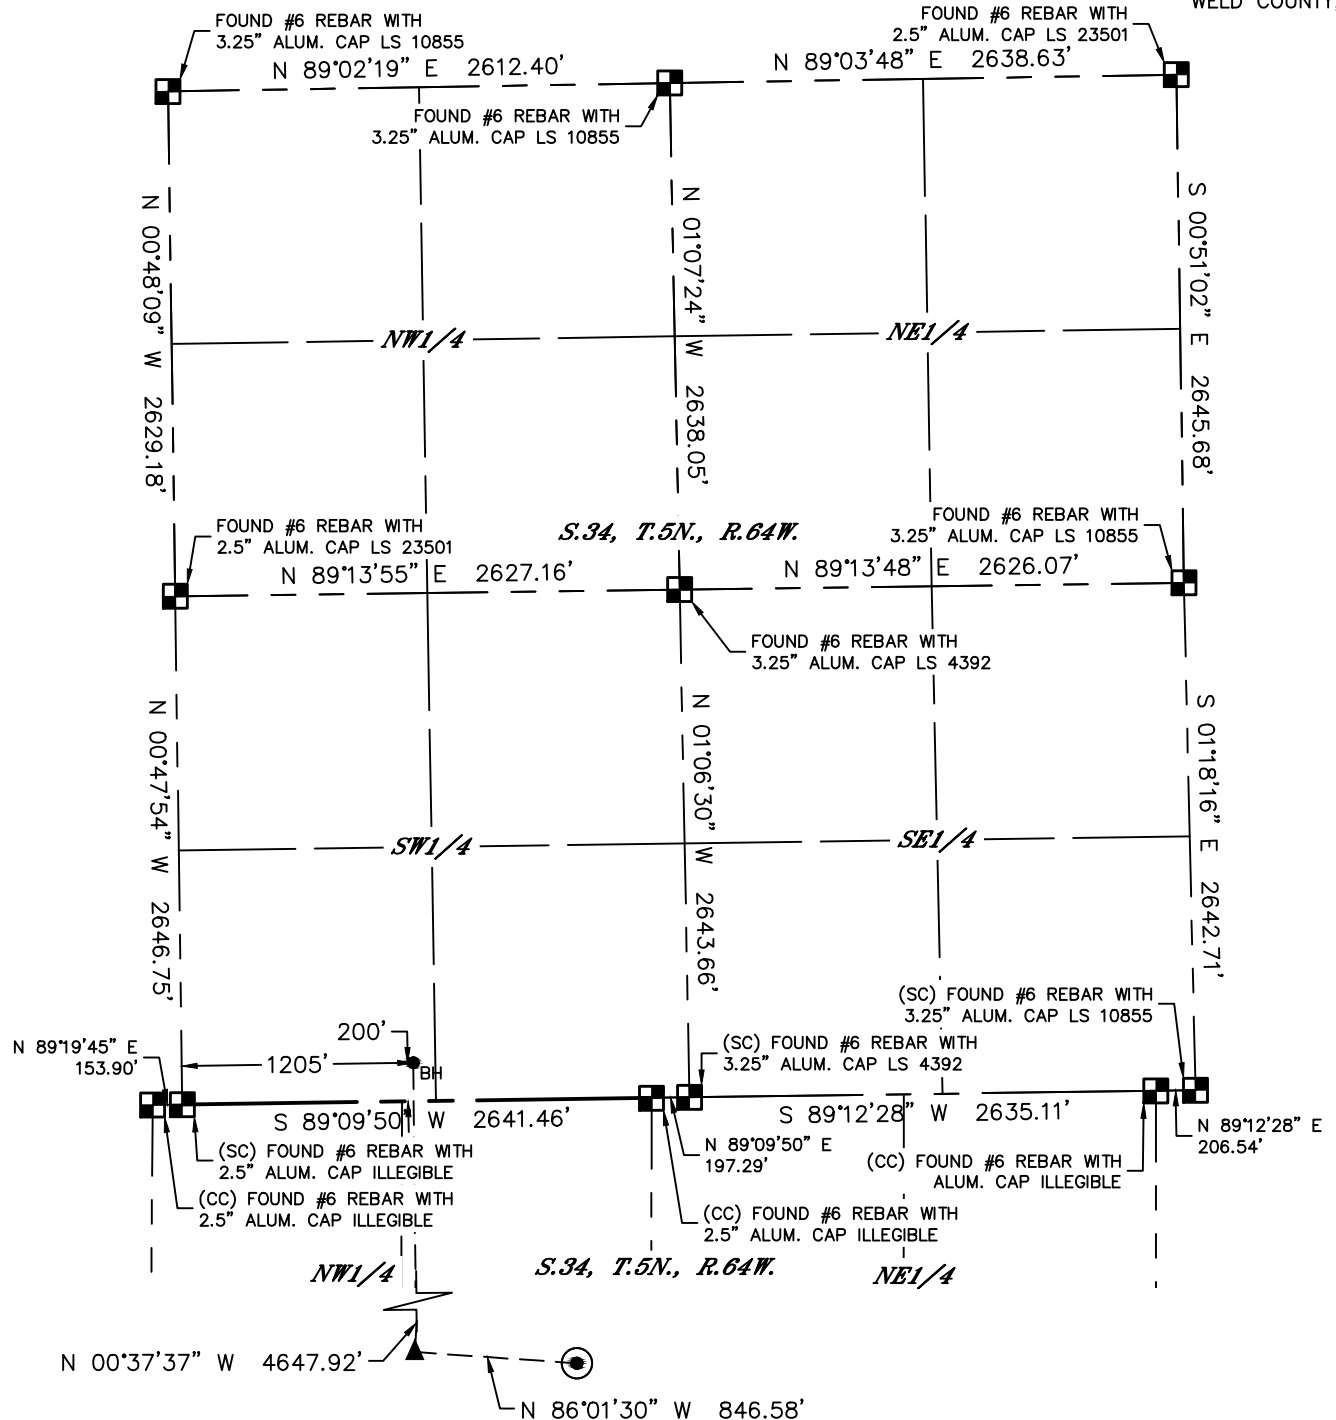 WELD COUNTY,
FOUND #6 REBAR WITH
3.25" ALUM. CAP LS 10855
FOUND #6 REBAR WITH
2.5" ALUM. CAP LS 23501
N 89°02'19" E 2612.40'
N 89°03'48" E 2638.63'
FOUND #6 REBAR WITH
3.25" ALUM. CAP LS 10855
N 00°48'09" W 2629.18'
N 01°07'24" W 2638.05'
S 00°51'02" E 2645.68'
NW1/4
NE1/4
FOUND #6 REBAR WITH
2.5" ALUM. CAP LS 23501
S.34, T.5N., R.64W.
FOUND #6 REBAR WITH
3.25" ALUM. CAP LS 10855
N 89°13'55" E 2627.16'
N 89°13'48" E 2626.07'
FOUND #6 REBAR WITH
3.25" ALUM. CAP LS 4392
N 00°47'54" W 2646.75'
N 01°06'30" W 2643.66'
S 01°18'16" E 2642.71'
SW1/4
SE1/4
(SC) FOUND #6 REBAR WITH
3.25" ALUM. CAP LS 10855
N 89°19'45" E
153.90'
200'
1205'
BH
(SC) FOUND #6 REBAR WITH
3.25" ALUM. CAP LS 4392
S 89°09'50" W 2641.46'
S 89°12'28" W 2635.11'
N 89°12'28" E
206.54'
(SC) FOUND #6 REBAR WITH
2.5" ALUM. CAP ILLEGIBLE
N 89°09'50" E
197.29'
(CC) FOUND #6 REBAR WITH
ALUM. CAP ILLEGIBLE
(CC) FOUND #6 REBAR WITH
2.5" ALUM. CAP ILLEGIBLE
(CC) FOUND #6 REBAR WITH
2.5" ALUM. CAP ILLEGIBLE
NW1/4
S.34, T.5N., R.64W.
NE1/4
N 00°37'37" W 4647.92'
N 86°01'30" W 846.58'